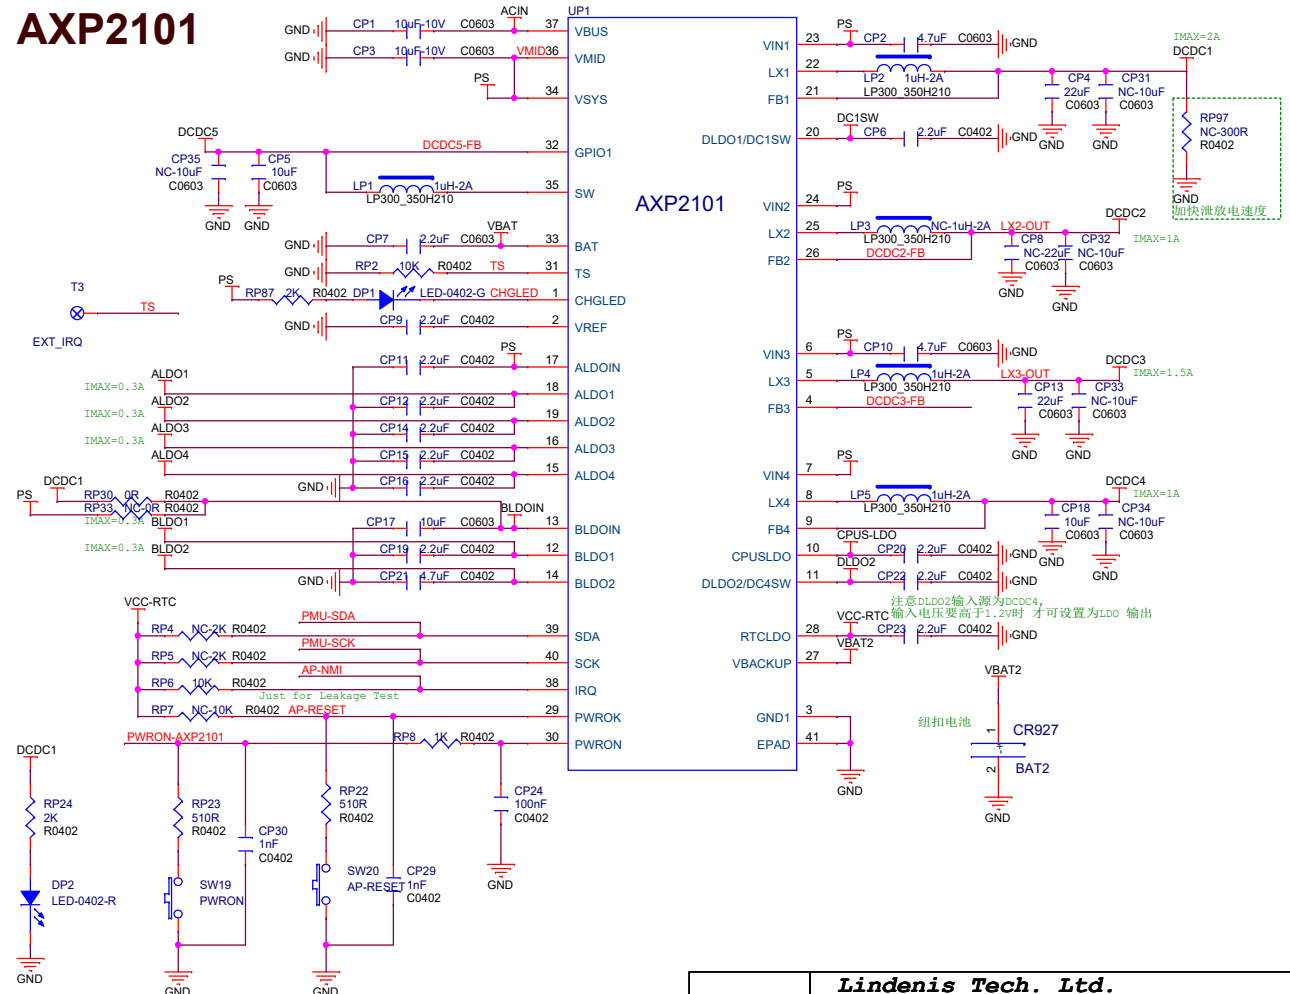 AXP2101
ACIN
UP1
GND CP1 10uF-10V C0603 37 VBUS
GND CP3 10uF-10V C0603 VMID 36 VMID
PS 34 VSYS
DCDC5
DCDC5-FB 32 GPIO1
CP35 NC-10uF C0603
CP5 10uF C0603
GND GND
LP1 1uH-2A 35 SW
LP300_350H210
VBAT
GND CP7 2.2uF C0603 33 BAT
GND RP2 10K R0402 TS 31 TS
PS RP87 2K R0402 DP1 LED-0402-G CHGLED 1 CHGLED
GND CP9 2.2uF C0402 2 VREF
T3
TS
EXT_IRQ
PS
CP11 2.2uF C0402 17 ALDOIN
IMAX=0.3A ALDO1 18 ALDO1
CP12 2.2uF C0402
IMAX=0.3A ALDO2 19 ALDO2
CP14 2.2uF C0402
IMAX=0.3A ALDO3 16 ALDO3
CP15 2.2uF C0402
ALDO4 15 ALDO4
GND CP16 2.2uF C0402
DCDC1
PS RP30 0R R0402
RP33 NC-0R R0402
BLDOIN
IMAX=0.3A BLDO1
CP17 10uF C0603 13 BLDOIN
IMAX=0.3A BLDO2
CP19 2.2uF C0402 12 BLDO1
GND CP21 4.7uF C0402 14 BLDO2
VCC-RTC
PMU-SDA
RP4 NC-2K R0402 39 SDA
PMU-SCK
RP5 NC-2K R0402 40 SCK
AP-NMI
RP6 10K R0402 38 IRQ
Just for Leakage Test
RP7 NC-10K R0402 AP-RESET 29 PWROK
PWRON-AXP2101 RP8 1K R0402 30 PWRON
DCDC1
RP24 2K R0402
RP23 510R R0402
CP30 1nF C0402
RP22 510R R0402
CP24 100nF C0402
GND
DP2 LED-0402-R
SW19 PWRON
SW20 AP-RESET
CP29 1nF C0402
GND GND GND
AXP2101
PS
VIN1 23 CP2 4.7uF C0603 GND
LX1 22 LP2 1uH-2A
FB1 21 LP300_350H210
IMAX=2A
DCDC1
CP4 22uF C0603
CP31 NC-10uF C0603
GND GND
RP97 NC-300R R0402
GND
加快泄放电速度
DC1SW
DLDO1/DC1SW 20 CP6 2.2uF C0402 GND
PS
VIN2 24
LX2 25 LP3 NC-1uH-2A LX2-OUT
LP300_350H210
FB2 26 DCDC2-FB
DCDC2
IMAX=1A
CP8 NC-22uF C0603
CP32 NC-10uF C0603
GND GND
PS
VIN3 6 CP10 4.7uF C0603 GND
LX3 5 LP4 1uH-2A LX3-OUT
LP300_350H210
FB3 4 DCDC3-FB
DCDC3
IMAX=1.5A
CP13 22uF C0603
CP33 NC-10uF C0603
GND GND
PS
VIN4 7
LX4 8 LP5 1uH-2A
LP300_350H210
FB4 9
DCDC4
IMAX=1A
CP18 10uF C0603
CP34 NC-10uF C0603
GND GND
CPUS-LDO
CPUSLDO 10 CP20 2.2uF C0402 GND
DLDO2
DLDO2/DC4SW 11 CP22 2.2uF C0402 GND
注意DLDO2输入源为DCDC4,
输入电压要高于1.2V时 才可设置为LDO 输出
VCC-RTC
RTCLDO 28 CP23 2.2uF C0402 GND
VBAT2
VBACKUP 27
GND1 3
EPAD 41
GND
VBAT2
纽扣电池
1
CR927
+
BAT2
2
GND
Lindenis Tech. Ltd.